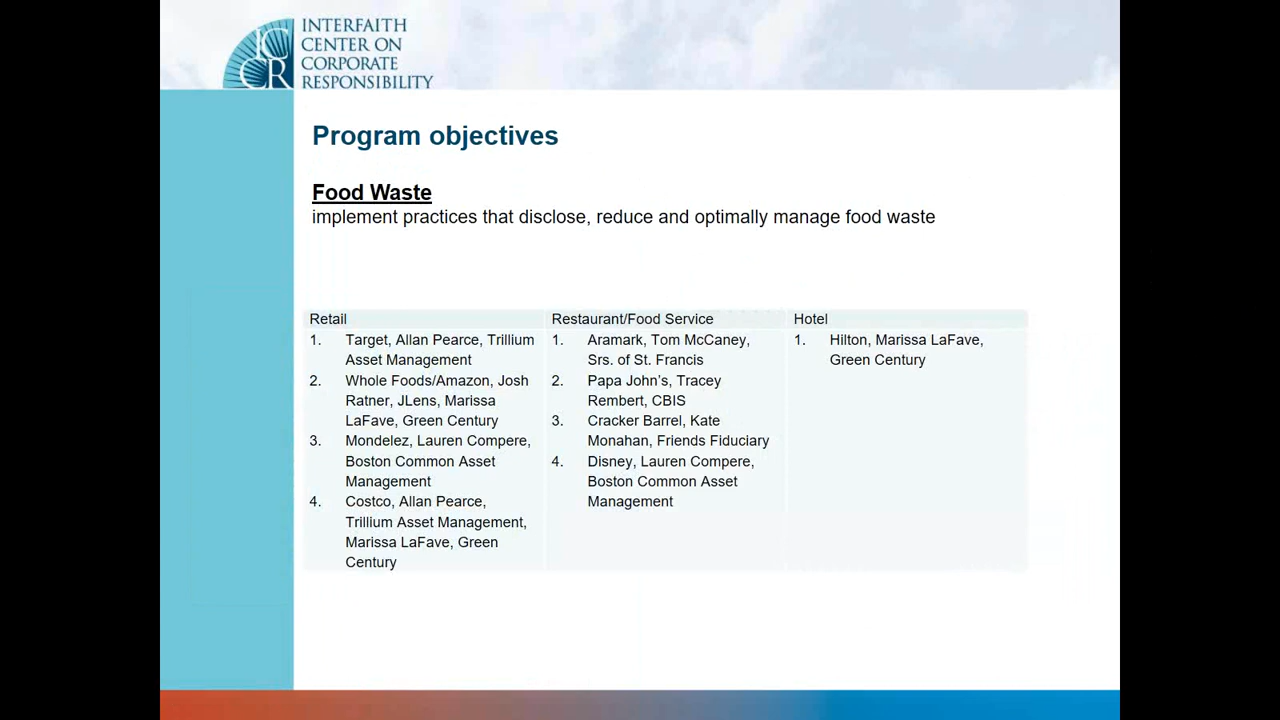 INTERFAITH
CENTER ON
CORPORATE
RESPONSIBILITY
ICCR
Program objectives
Food Waste
implement practices that disclose, reduce and optimally manage food waste
Retail
1. Target, Allan Pearce, Trillium
Asset Management
2. Whole Foods/Amazon, Josh
Ratner, JLens, Marissa
LaFave, Green Century
3. Mondelez, Lauren Compere,
Boston Common Asset
Management
4. Costco, Allan Pearce,
Trillium Asset Management,
Marissa LaFave, Green
Century
Restaurant/Food Service
1. Aramark, Tom McCaney,
Srs. of St. Francis
2. Papa John’s, Tracey
Rembert, CBIS
3. Cracker Barrel, Kate
Monahan, Friends Fiduciary
4. Disney, Lauren Compere,
Boston Common Asset
Management
Hotel
1. Hilton, Marissa LaFave,
Green Century